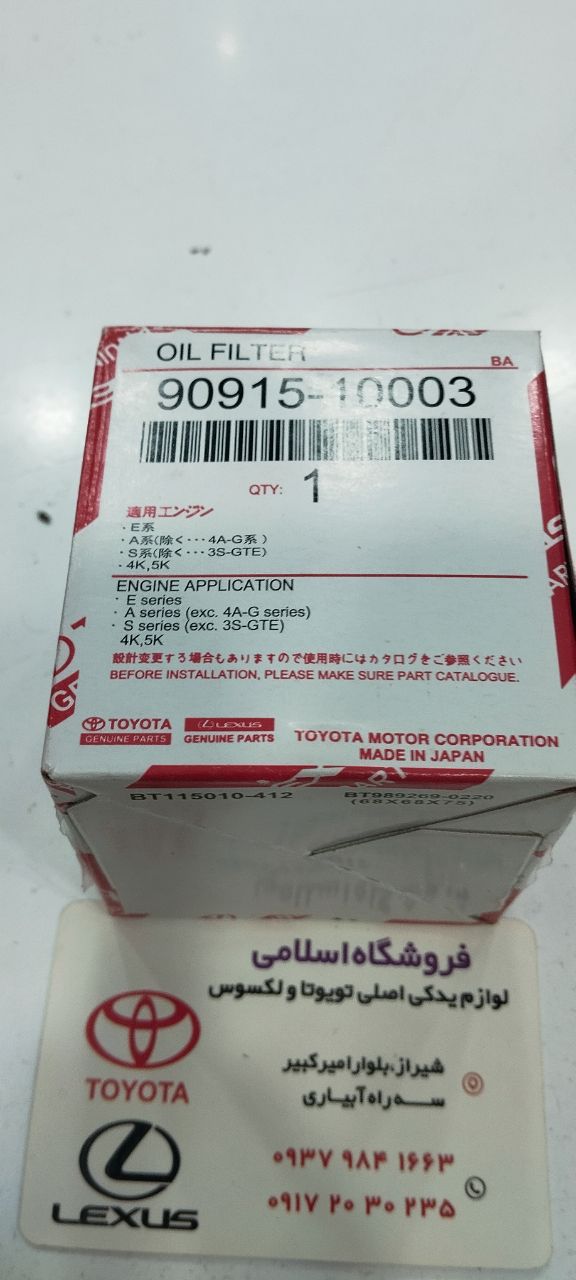 OIL FILTER
BA
90915-10003
QTY: 1
適用エンジン
・E系
・A系(除く・・・4A-G系)
・S系(除く・・・3S-GTE)
・4K,5K
ENGINE APPLICATION
・E series
・A series (exc. 4A-G series)
・S series (exc. 3S-GTE)
4K,5K
設計変更する場合もありますので使用時にはカタログをご参照ください
BEFORE INSTALLATION, PLEASE MAKE SURE PART CATALOGUE.
TOYOTA
GENUINE PARTS
LEXUS
GENUINE PARTS
TOYOTA MOTOR CORPORATION
MADE IN JAPAN
BT115010-412
BT989269-0220
(68X68X75)
فروشگاه اسلامی
لوازم یدکی اصلی تویوتا و لکسوس
TOYOTA
شیراز،بلوار امیرکبیر
ســه راه آبیــاری
LEXUS
۰۹۳۷ ۹۸۴ ۱۶۶۳
۰۹۱۷ ۲۰ ۳۰ ۲۳۵